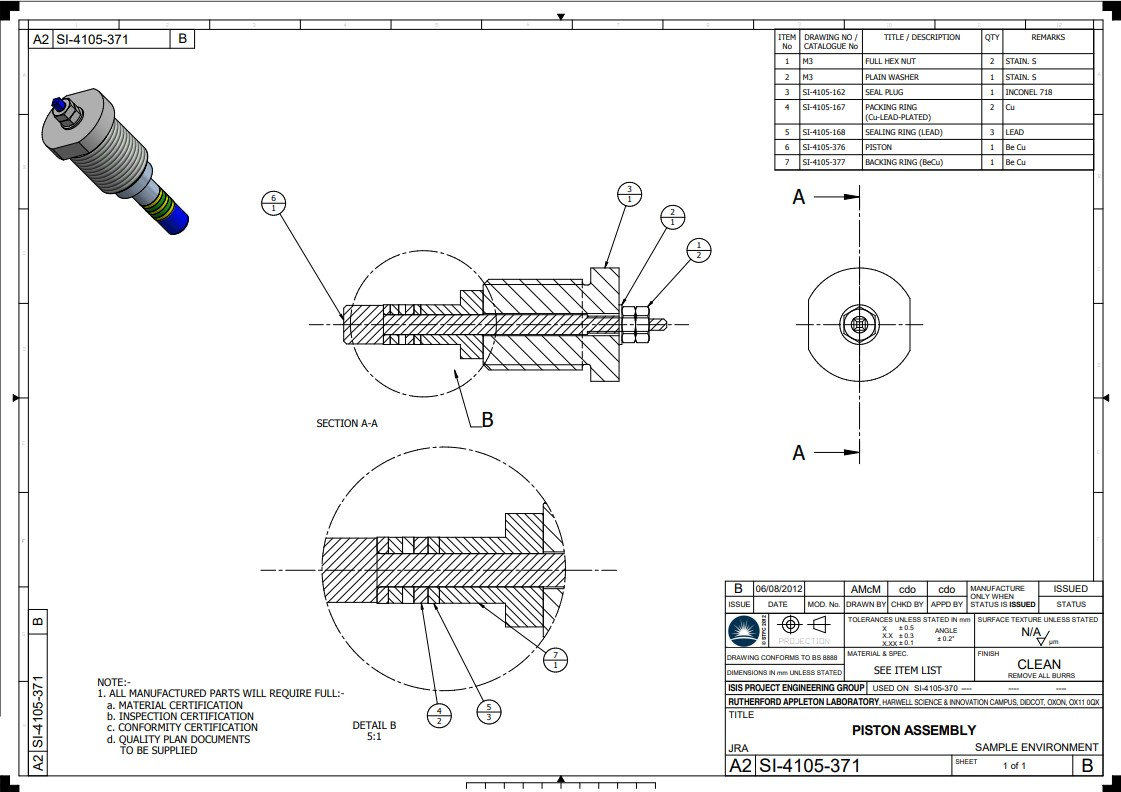 A2 SI-4105-371 B
ITEM No DRAWING NO / CATALOGUE No TITLE / DESCRIPTION QTY REMARKS
1 M3 FULL HEX NUT 2 STAIN. S
2 M3 PLAIN WASHER 1 STAIN. S
3 SI-4105-162 SEAL PLUG 1 INCONEL 718
4 SI-4105-167 PACKING RING (Cu-LEAD-PLATED) 2 Cu
5 SI-4105-168 SEALING RING (LEAD) 3 LEAD
6 SI-4105-376 PISTON 1 Be Cu
7 SI-4105-377 BACKING RING (BeCu) 1 Be Cu
6
1
3
1
2
1
1
2
A
A
B
SECTION A-A
7
1
4
2
5
3
DETAIL B
5:1
NOTE:-
1. ALL MANUFACTURED PARTS WILL REQUIRE FULL:-
a. MATERIAL CERTIFICATION
b. INSPECTION CERTIFICATION
c. CONFORMITY CERTIFICATION
d. QUALITY PLAN DOCUMENTS
TO BE SUPPLIED
A2 SI-4105-371 B
B 06/08/2012 AMcM cdo cdo
ISSUE DATE MOD. No. DRAWN BY CHKD BY APPD BY
MANUFACTURE
ONLY WHEN
STATUS IS ISSUED
ISSUED
STATUS
© STFC 2012
PROJECTION
TOLERANCES UNLESS STATED IN mm
X ± 0.5
X.X ± 0.3
X.XX ± 0.1
ANGLE
± 0.2°
SURFACE TEXTURE UNLESS STATED
N/A
µm
DRAWING CONFORMS TO BS 8888
DIMENSIONS IN mm UNLESS STATED
MATERIAL & SPEC.
SEE ITEM LIST
FINISH
CLEAN
REMOVE ALL BURRS
ISIS PROJECT ENGINEERING GROUP USED ON SI-4105-370 ---- ---- ----
RUTHERFORD APPLETON LABORATORY, HARWELL SCIENCE & INNOVATION CAMPUS, DIDCOT, OXON, OX11 0QX
TITLE
PISTON ASSEMBLY
JRA SAMPLE ENVIRONMENT
A2 SI-4105-371 SHEET 1 of 1 B